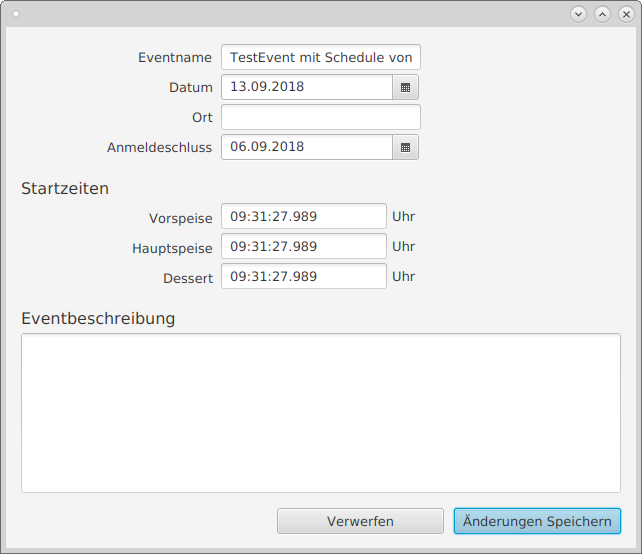 Eventname TestEvent mit Schedule von
Datum 13.09.2018
Ort
Anmeldeschluss 06.09.2018
Startzeiten
Vorspeise 09:31:27.989 Uhr
Hauptspeise 09:31:27.989 Uhr
Dessert 09:31:27.989 Uhr
Eventbeschreibung
Verwerfen Änderungen Speichern